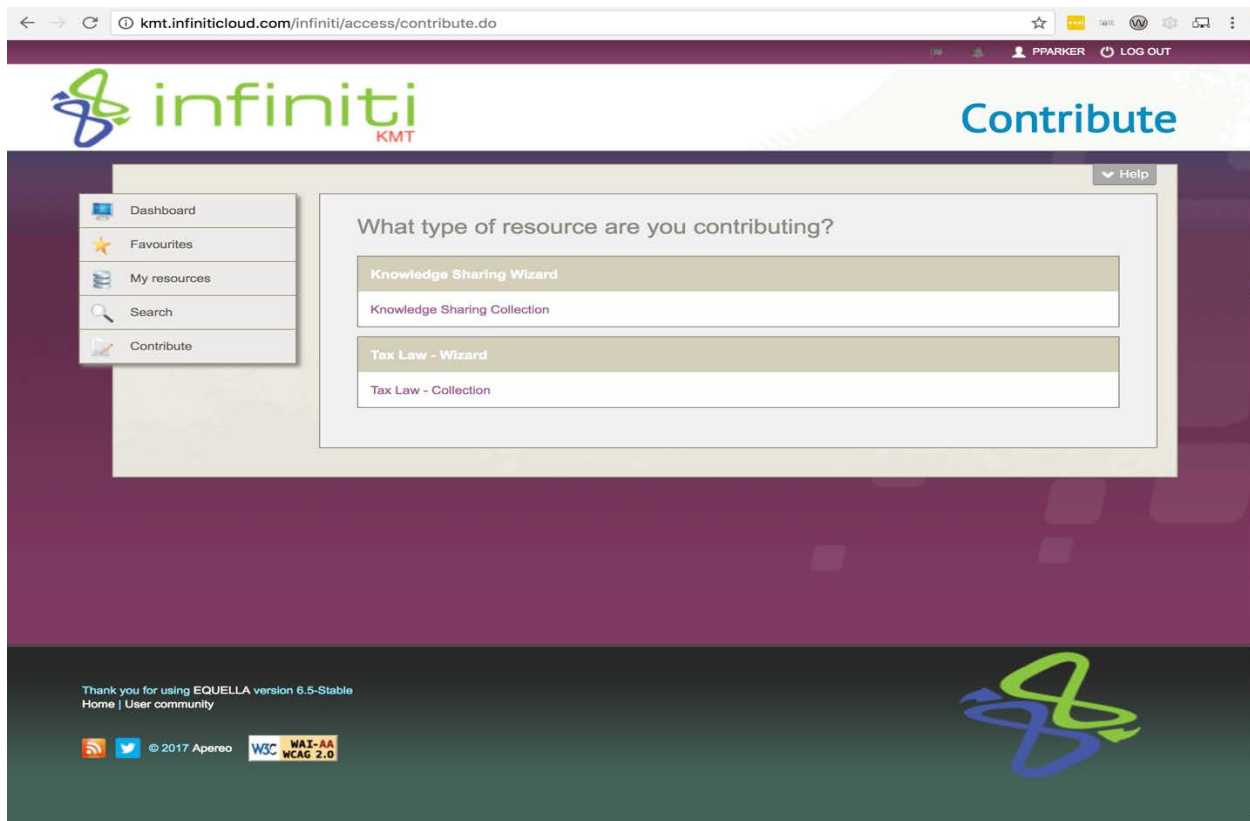 kmt.infiniticloud.com/infiniti/access/contribute.do
PPARKER LOG OUT
infiniti
KMT
Contribute
Help
Dashboard
Favourites
My resources
Search
Contribute
What type of resource are you contributing?
Knowledge Sharing Wizard
Knowledge Sharing Collection
Tax Law - Wizard
Tax Law - Collection
Thank you for using EQUELLA version 6.5-Stable
Home | User community
© 2017 Apereo
W3C WAI-AA
WCAG 2.0